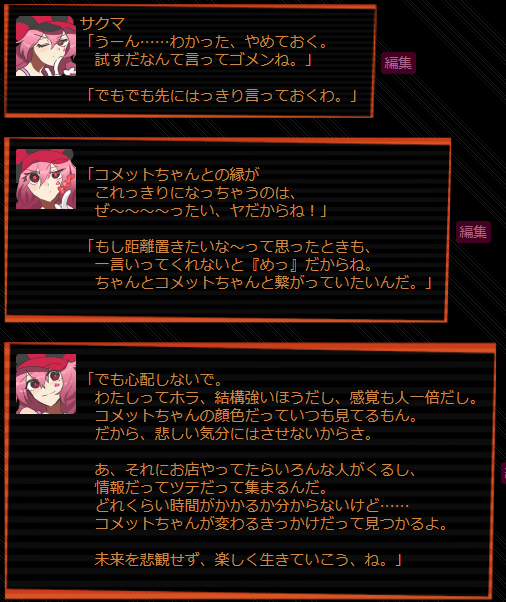 サクマ
「うーん……わかった、やめておく。
試すだなんて言ってゴメンね。」
「でもでも先にはっきり言っておくわ。」
編集
「コメットちゃんとの縁が
これっきりになっちゃうのは、
ぜ～～～～ったい、ヤだからね！」
「もし距離置きたいな～って思ったときも、
一言いってくれないと『めっ』だからね。
ちゃんとコメットちゃんと繋がっていたいんだ。」
編集
「でも心配しないで。
わたしってホラ、結構強いほうだし、感覚も人一倍だし。
コメットちゃんの顔色だっていつも見てるもん。
だから、悲しい気分にはさせないからさ。
あ、それにお店やってたらいろんな人がくるし、
情報だってツテだって集まるんだ。
どれくらい時間がかかるか分からないけど……
コメットちゃんが変わるきっかけだって見つかるよ。
未来を悲観せず、楽しく生きていこう、ね。」